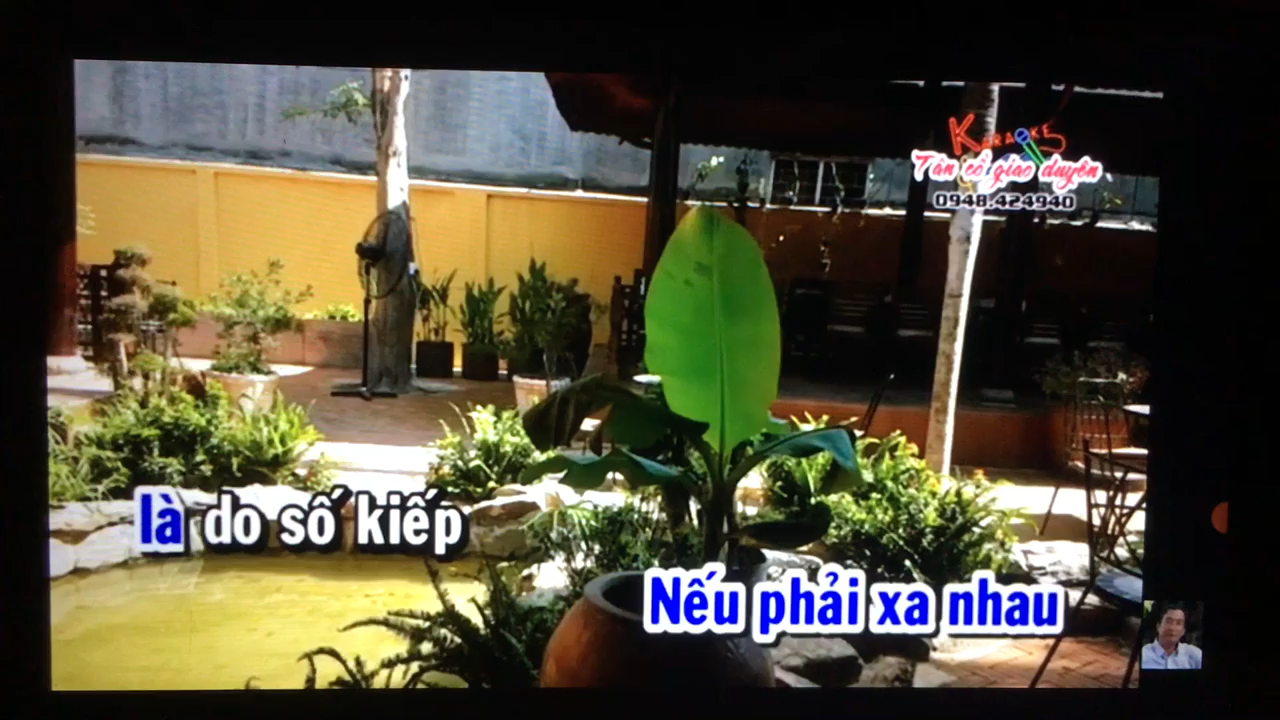 KARAOKE
Tân cổ giao duyên
0948.424940
là do số kiếp
Nếu phải xa nhau